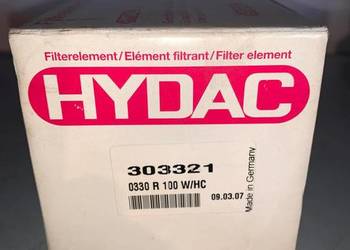 Filterelement/Elément filtrant/Filter element
HYDAC
303321
0330 R 100 W/HC
09.03.07
Made in Germany